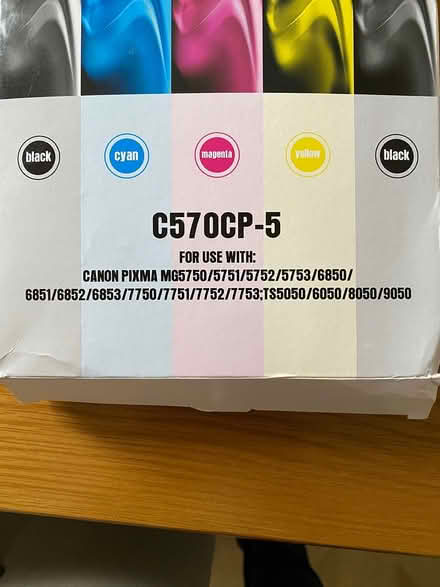 black cyan magenta yellow black
C570CP-5
FOR USE WITH:
CANON PIXMA MG5750/5751/5752/5753/6850/
6851/6852/6853/7750/7751/7752/7753;TS5050/6050/8050/9050